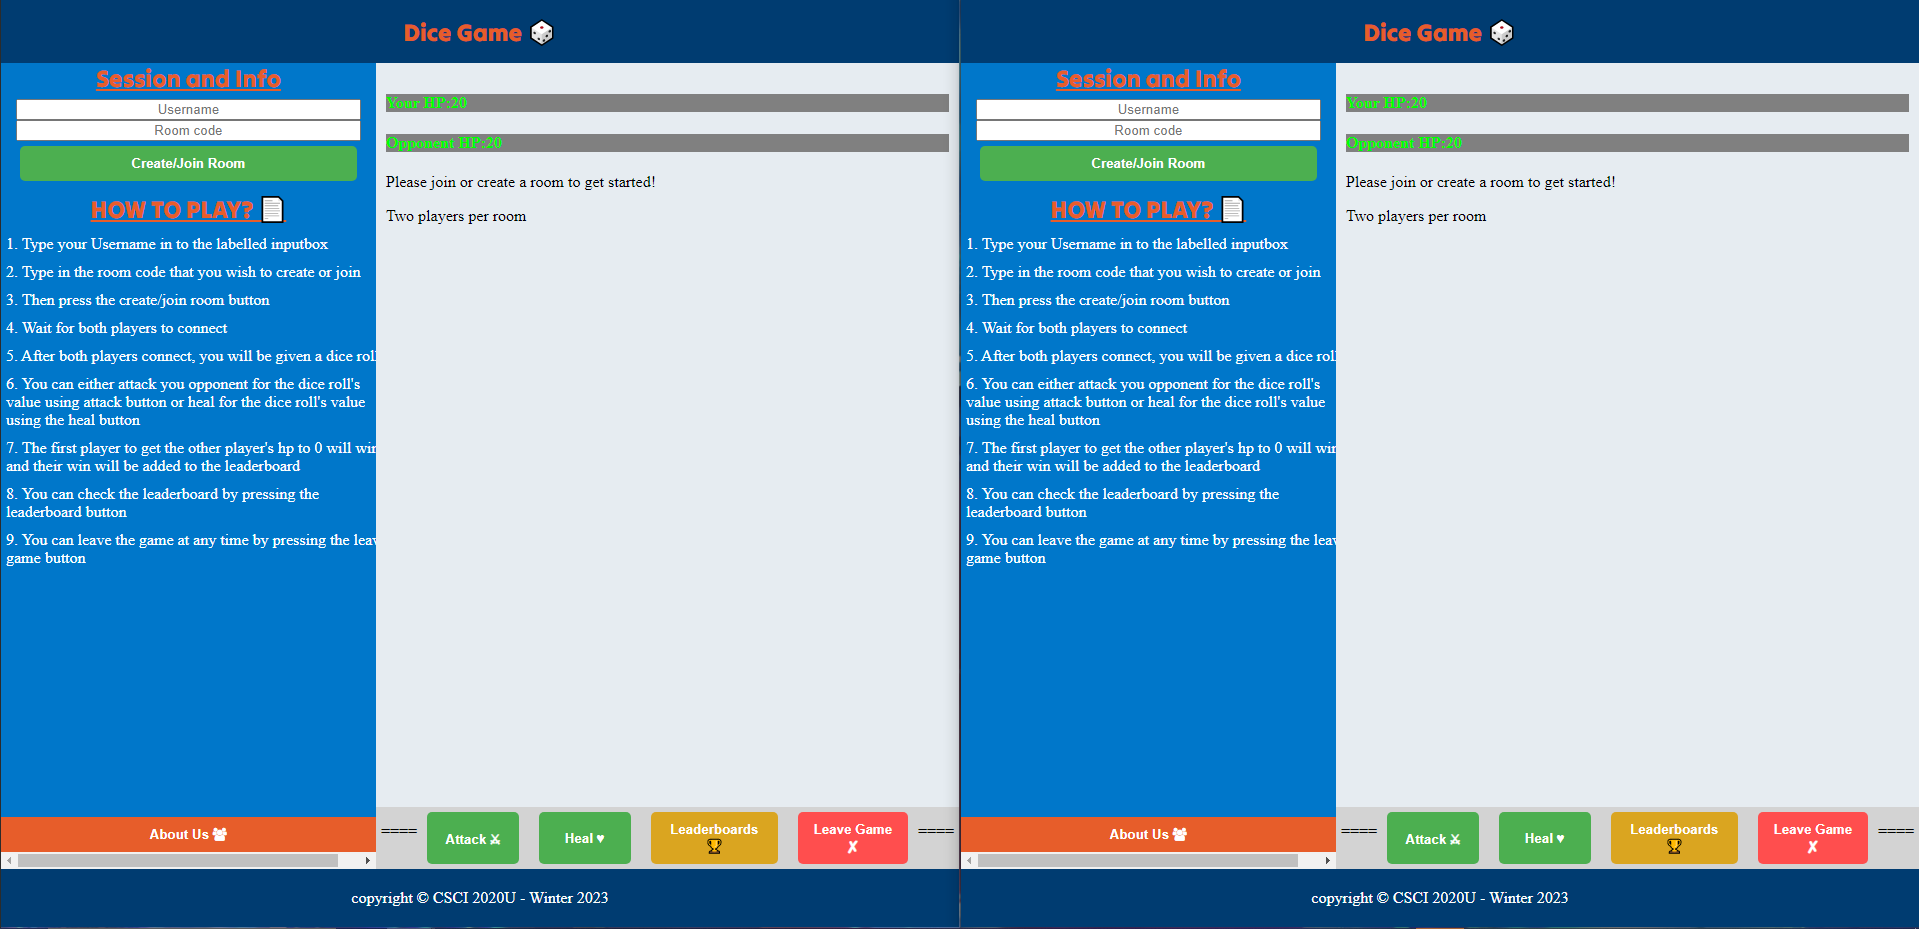 Dice Game
Session and Info
Username
Room code
Create/Join Room
HOW TO PLAY?
1. Type your Username in to the labelled inputbox
2. Type in the room code that you wish to create or join
3. Then press the create/join room button
4. Wait for both players to connect
5. After both players connect, you will be given a dice roll
6. You can either attack you opponent for the dice roll's
value using attack button or heal for the dice roll's value
using the heal button
7. The first player to get the other player's hp to 0 will win
and their win will be added to the leaderboard
8. You can check the leaderboard by pressing the
leaderboard button
9. You can leave the game at any time by pressing the leav
game button
About Us
Your HP:20
Opponent HP:20
Please join or create a room to get started!
Two players per room
====
Attack ⚔
Heal ♥
Leaderboards
🏆
Leave Game
✗
====
copyright © CSCI 2020U - Winter 2023
Dice Game
Session and Info
Username
Room code
Create/Join Room
HOW TO PLAY?
1. Type your Username in to the labelled inputbox
2. Type in the room code that you wish to create or join
3. Then press the create/join room button
4. Wait for both players to connect
5. After both players connect, you will be given a dice roll
6. You can either attack you opponent for the dice roll's
value using attack button or heal for the dice roll's value
using the heal button
7. The first player to get the other player's hp to 0 will win
and their win will be added to the leaderboard
8. You can check the leaderboard by pressing the
leaderboard button
9. You can leave the game at any time by pressing the leav
game button
About Us
Your HP:20
Opponent HP:20
Please join or create a room to get started!
Two players per room
====
Attack ⚔
Heal ♥
Leaderboards
🏆
Leave Game
✗
====
copyright © CSCI 2020U - Winter 2023